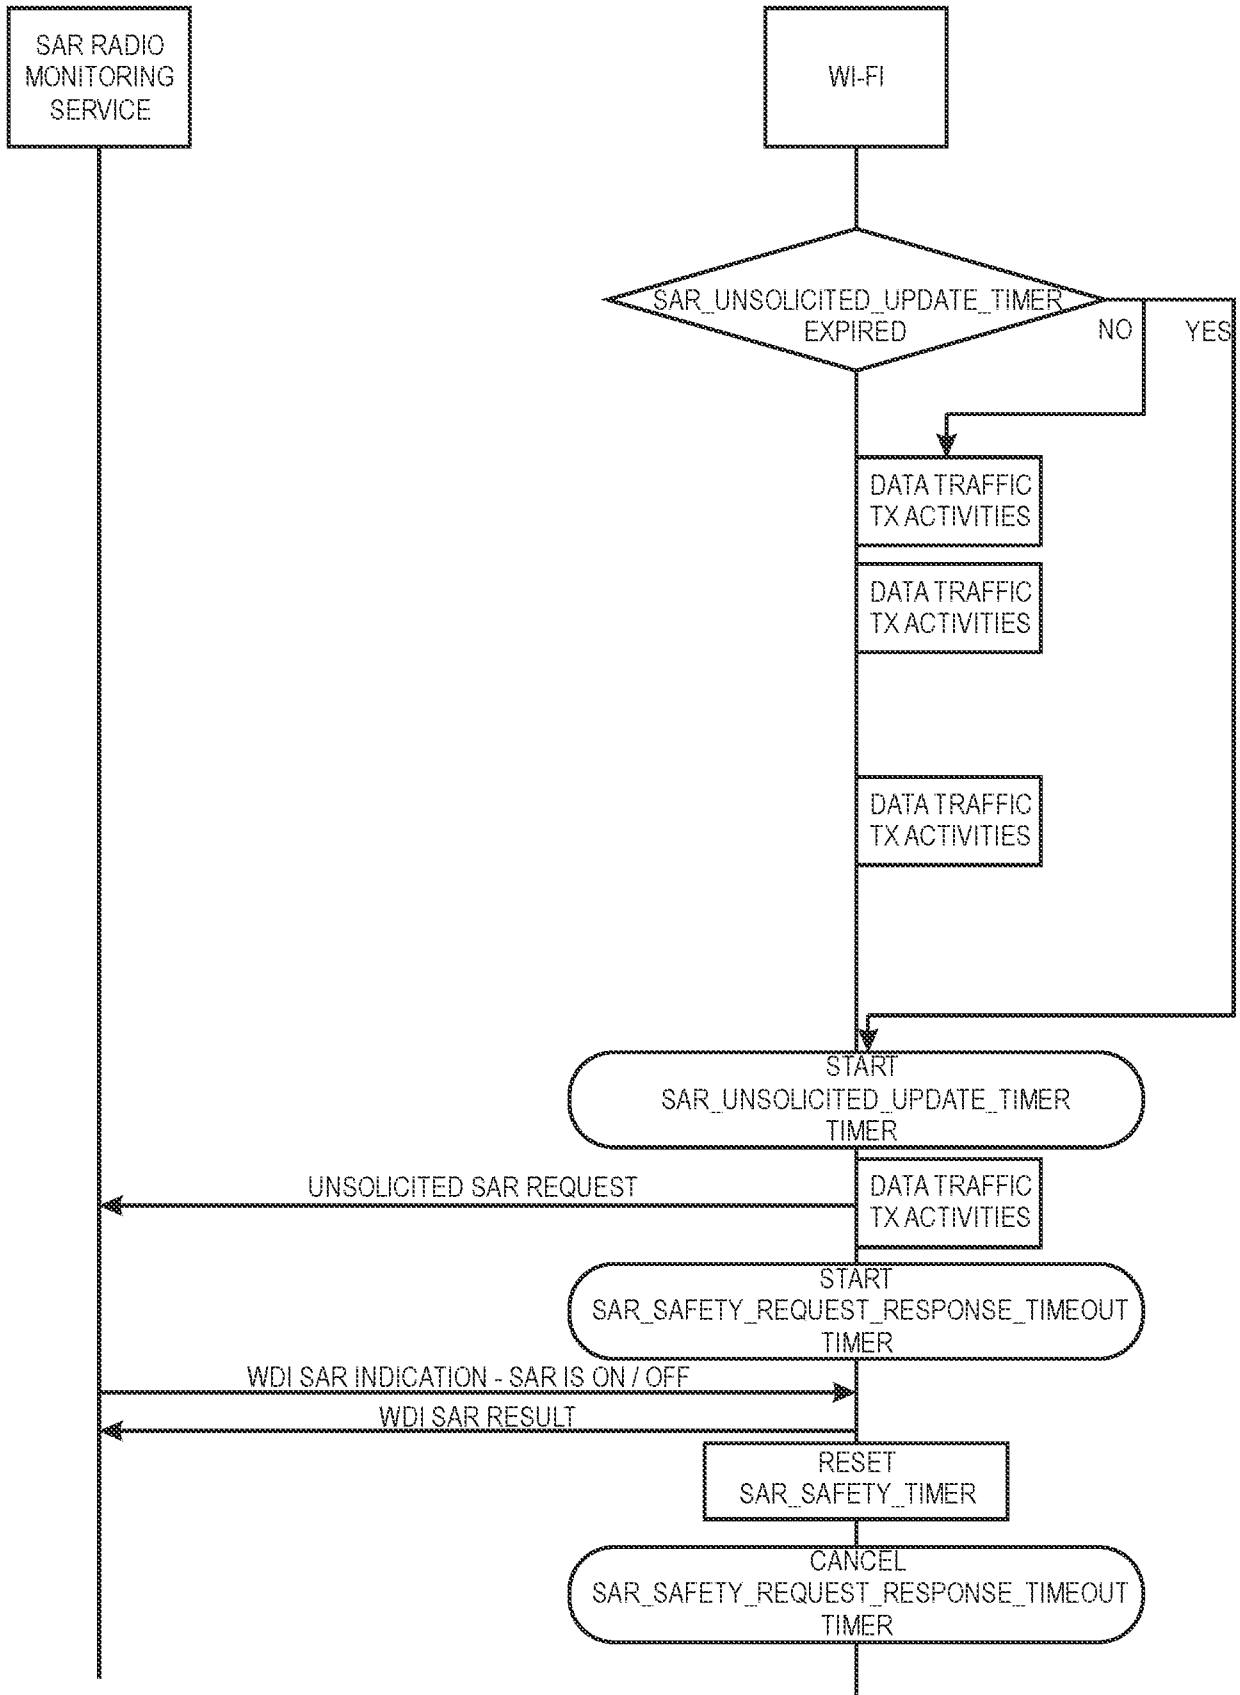 SAR RADIO
MONITORING
SERVICE
WI-FI
SAR_UNSOLICITED_UPDATE_TIMER
EXPIRED
NO
YES
DATA TRAFFIC
TX ACTIVITIES
DATA TRAFFIC
TX ACTIVITIES
DATA TRAFFIC
TX ACTIVITIES
START
SAR_UNSOLICITED_UPDATE_TIMER
TIMER
UNSOLICITED SAR REQUEST
DATA TRAFFIC
TX ACTIVITIES
START
SAR_SAFETY_REQUEST_RESPONSE_TIMEOUT
TIMER
WDI SAR INDICATION - SAR IS ON / OFF
WDI SAR RESULT
RESET
SAR_SAFETY_TIMER
CANCEL
SAR_SAFETY_REQUEST_RESPONSE_TIMEOUT
TIMER